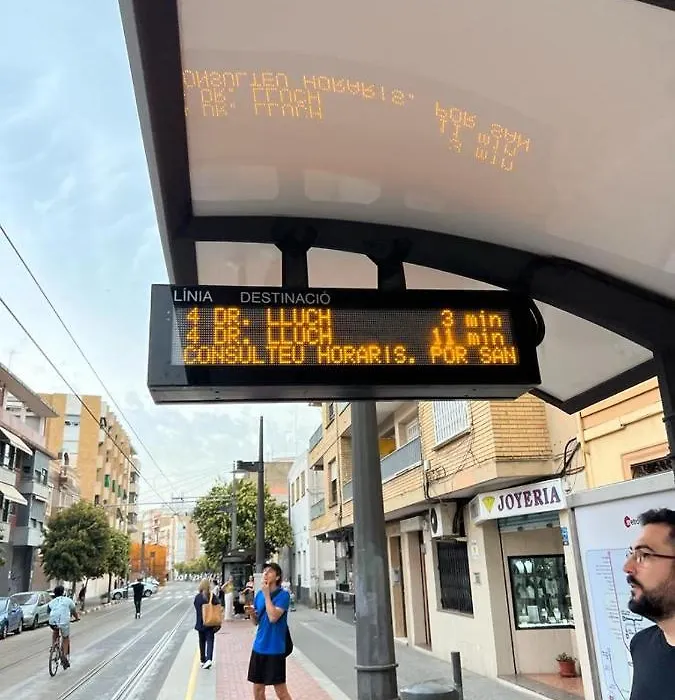 LÍNIA DESTINACIÓ
4 DR. LLUCH 3 min
4 DR. LLUCH 11 min
CONSULTEU HORARIS. POR SAN
JOYERIA